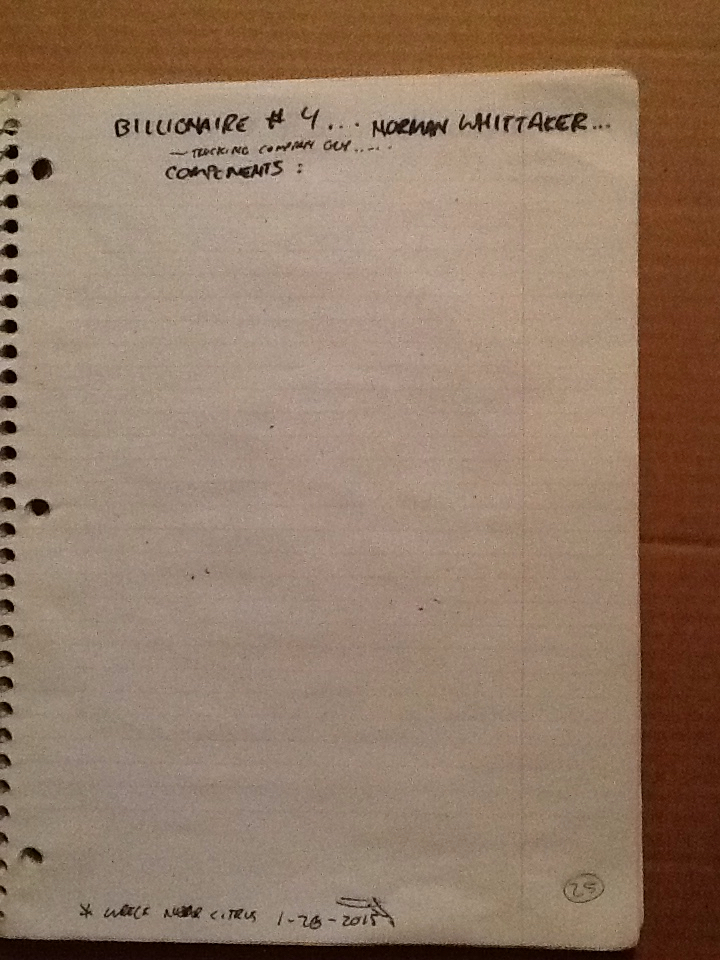 BILLIONAIRE # 4... NORMAN WHITTAKER...
~ TRUCKING COMPANY GUY.....
COMPONENTS :
25
* WRECK NEAR CITRUS 1-28-2015